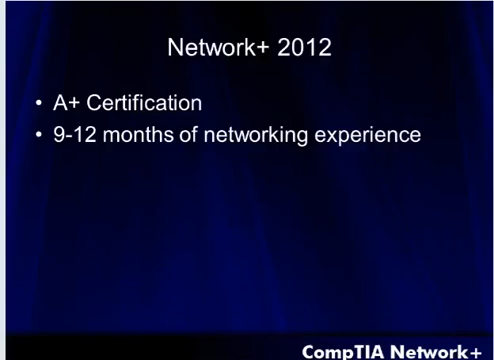 Network+ 2012
• A+ Certification
• 9-12 months of networking experience
CompTIA Network+